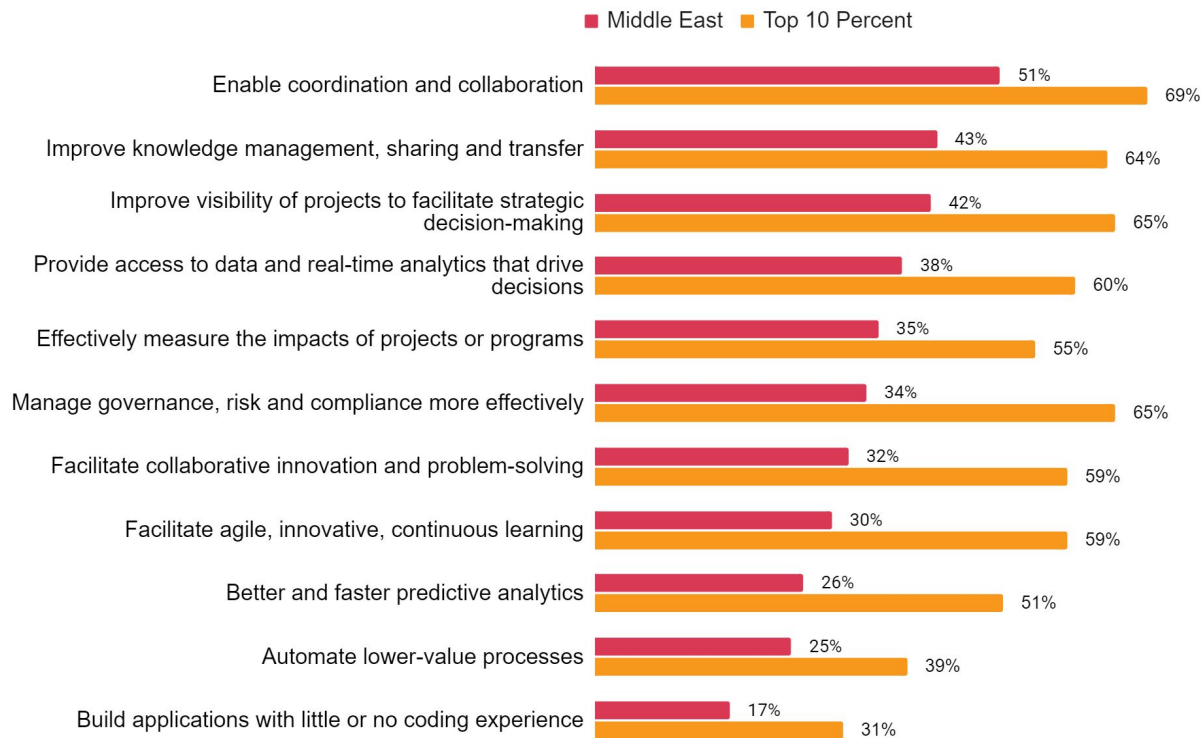 Middle East Top 10 Percent
Enable coordination and collaboration
51%
69%
Improve knowledge management, sharing and transfer
43%
64%
Improve visibility of projects to facilitate strategic
decision-making
42%
65%
Provide access to data and real-time analytics that drive
decisions
38%
60%
Effectively measure the impacts of projects or programs
35%
55%
Manage governance, risk and compliance more effectively
34%
65%
Facilitate collaborative innovation and problem-solving
32%
59%
Facilitate agile, innovative, continuous learning
30%
59%
Better and faster predictive analytics
26%
51%
Automate lower-value processes
25%
39%
Build applications with little or no coding experience
17%
31%